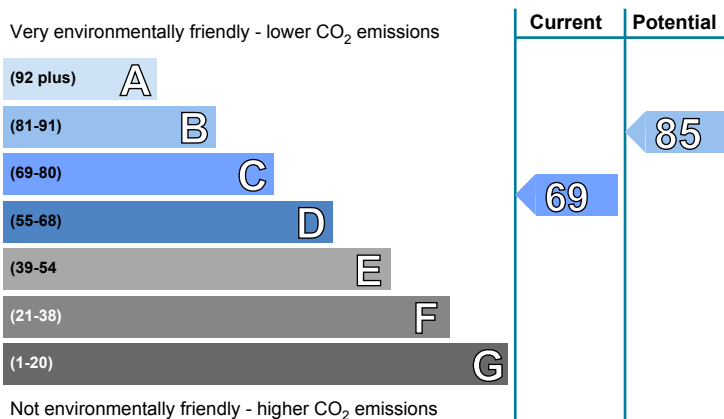 Current Potential
Very environmentally friendly - lower CO2 emissions
(92 plus) A
(81-91) B
85
(69-80) C
69
(55-68) D
(39-54 E
(21-38) F
(1-20) G
Not environmentally friendly - higher CO2 emissions